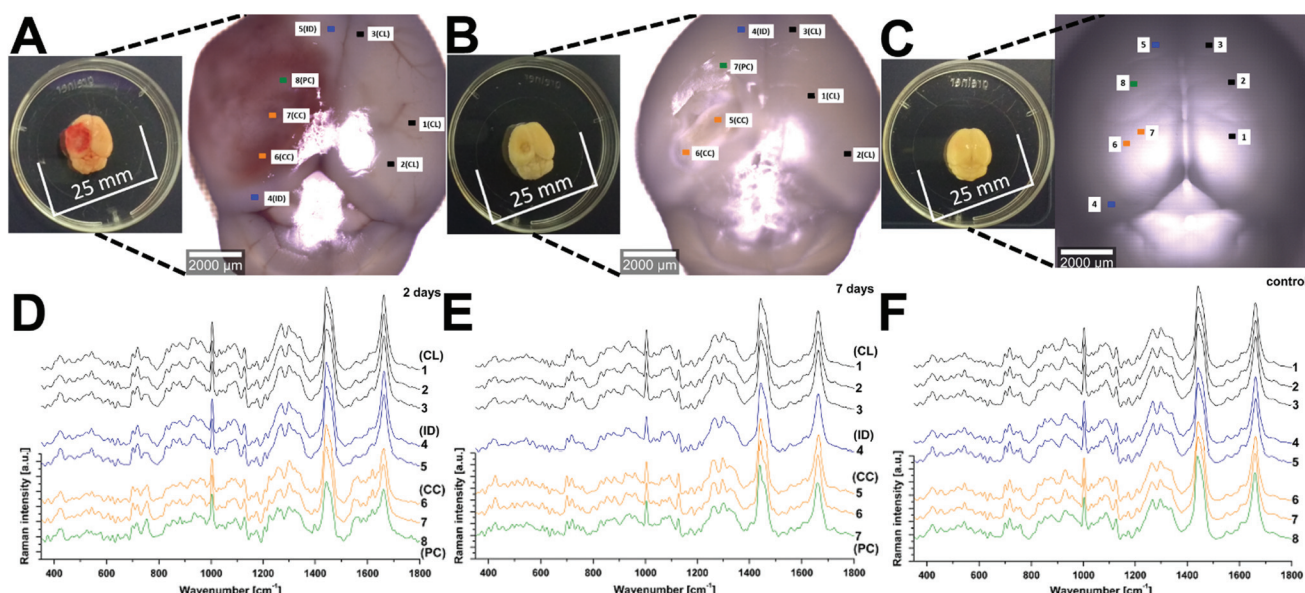 A
5(ID)
3(CL)
8(PC)
7(CC)
1(CL)
6(CC)
2(CL)
4(ID)
greiner
25 mm
2000 µm
B
4(ID)
3(CL)
7(PC)
1(CL)
5(CC)
6(CC)
2(CL)
25 mm
2000 µm
C
5
3
8
2
7
1
6
4
greiner
25 mm
2000 µm
D
2 days
(CL)
1
2
3
(ID)
4
5
(CC)
6
7
8
(PC)
Raman intensity [a.u.]
400 600 800 1000 1200 1400 1600 1800
Wavenumber [cm⁻¹]
E
7 days
(CL)
1
2
3
(ID)
4
(CC)
5
6
7
(PC)
Raman intensity [a.u.]
400 600 800 1000 1200 1400 1600 1800
Wavenumber [cm⁻¹]
F
control
1
2
3
4
5
6
7
8
Raman intensity [a.u.]
400 600 800 1000 1200 1400 1600 1800
Wavenumber [cm⁻¹]